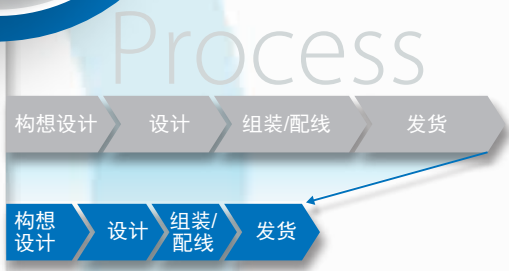 Process
构想设计 设计 组装/配线 发货
构想
设计
设计
组装/
配线
发货